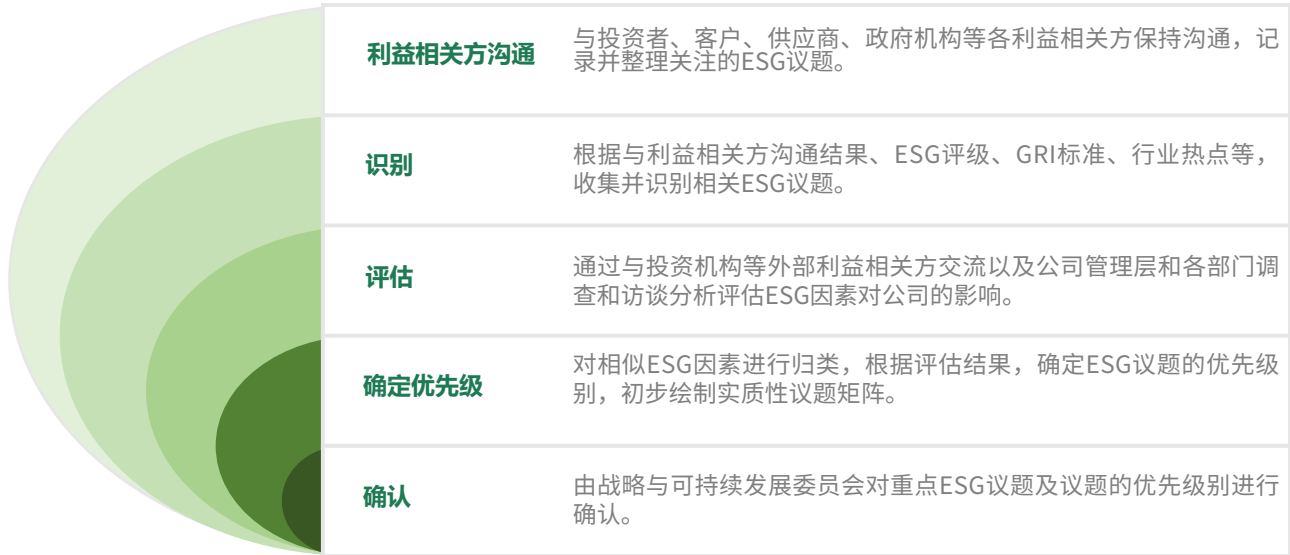 利益相关方沟通
与投资者、客户、供应商、政府机构等各利益相关方保持沟通，记
录并整理关注的ESG议题。
识别
根据与利益相关方沟通结果、ESG评级、GRI标准、行业热点等，
收集并识别相关ESG议题。
评估
通过与投资机构等外部利益相关方交流以及公司管理层和各部门调
查和访谈分析评估ESG因素对公司的影响。
确定优先级
对相似ESG因素进行归类，根据评估结果，确定ESG议题的优先级
别，初步绘制实质性议题矩阵。
确认
由战略与可持续发展委员会对重点ESG议题及议题的优先级别进行
确认。